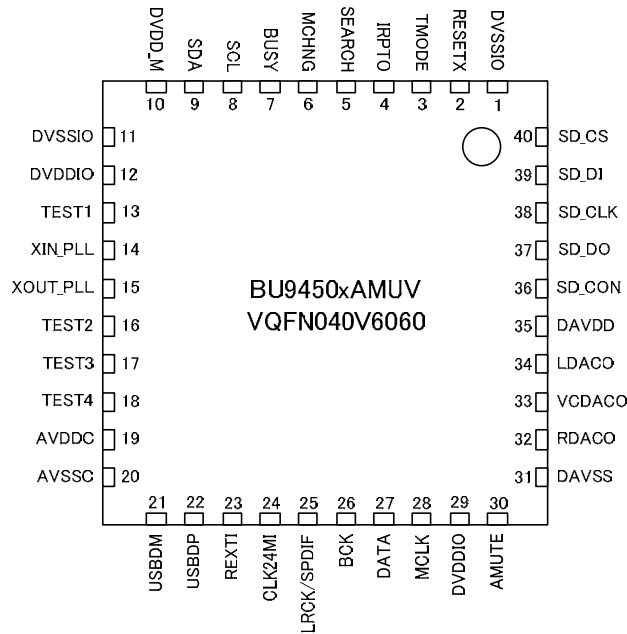 DVDD_M
SDA
SCL
BUSY
MCHNG
SEARCH
IRPTO
TMODE
RESETX
DVSSIO
10 9 8 7 6 5 4 3 2 1
DVSSIO 11
DVDDIO 12
TEST1 13
XIN_PLL 14
XOUT_PLL 15
TEST2 16
TEST3 17
TEST4 18
AVDDC 19
AVSSC 20
BU9450xAMUV
VQFN040V6060
40 SD_CS
39 SD_DI
38 SD_CLK
37 SD_DO
36 SD_CON
35 DAVDD
34 LDACO
33 VCDACO
32 RDACO
31 DAVSS
21 22 23 24 25 26 27 28 29 30
USBDM
USBDP
REXTI
CLK24MI
LRCK/SPDIF
BCK
DATA
MCLK
DVDDIO
AMUTE